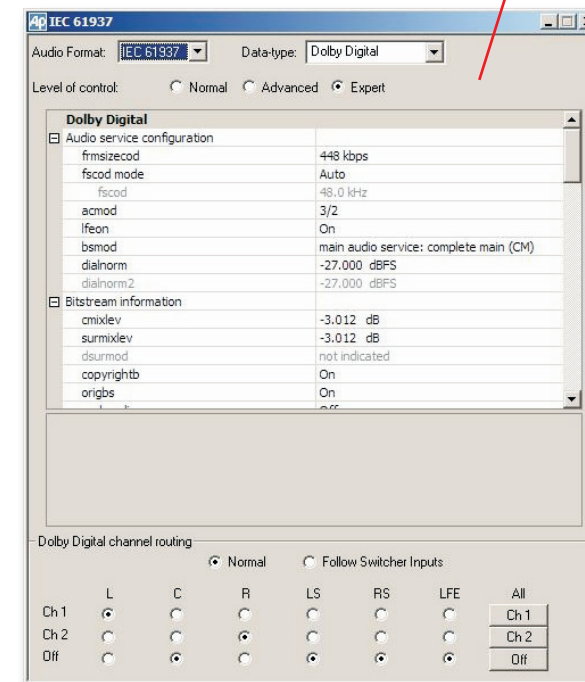 Ap IEC 61937
Audio Format: IEC 61937 Data-type: Dolby Digital
Level of control: Normal Advanced Expert
Dolby Digital
Audio service configuration
frmsizecod 448 kbps
fscod mode Auto
fscod 48.0 kHz
acmod 3/2
lfeon On
bsmod main audio service: complete main (CM)
dialnorm -27.000 dBFS
dialnorm2 -27.000 dBFS
Bitstream information
cmixlev -3.012 dB
surmixlev -3.012 dB
dsurmod not indicated
copyrightb On
origbs On
Dolby Digital channel routing
Normal Follow Switcher Inputs
L C R LS RS LFE All
Ch 1 Ch 1
Ch 2 Ch 2
Off Off